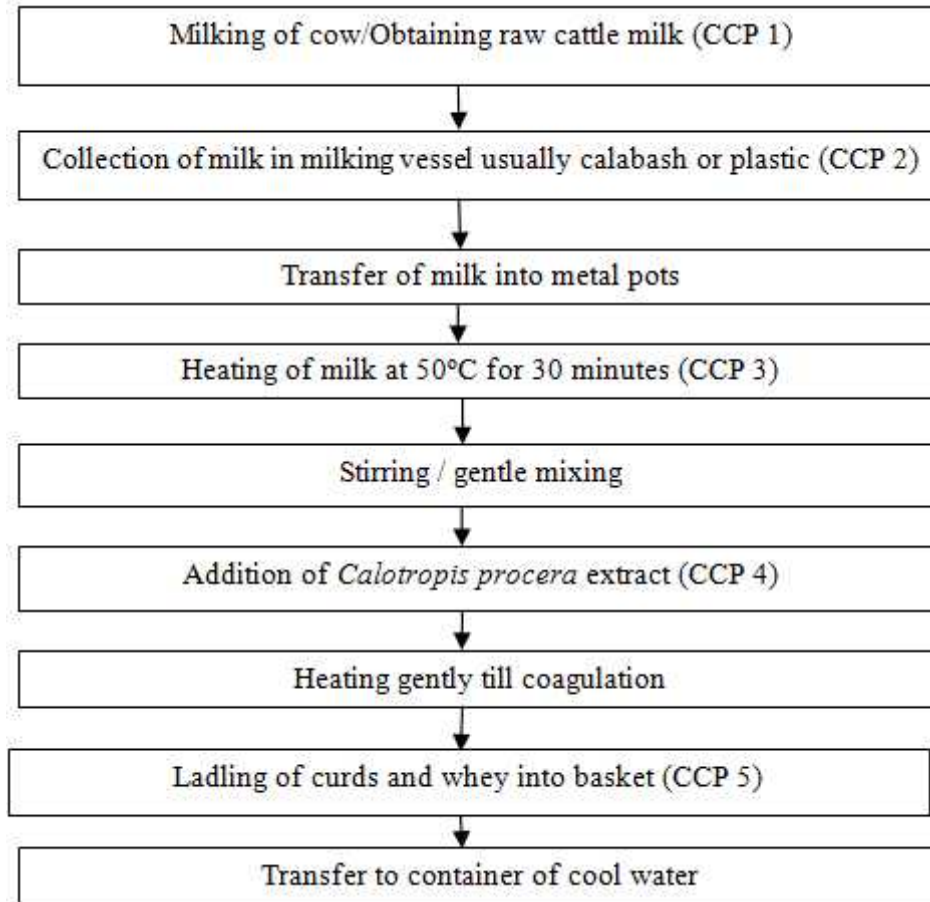 Milking of cow/Obtaining raw cattle milk (CCP 1)
Collection of milk in milking vessel usually calabash or plastic (CCP 2)
Transfer of milk into metal pots
Heating of milk at 50°C for 30 minutes (CCP 3)
Stirring / gentle mixing
Addition of Calotropis procera extract (CCP 4)
Heating gently till coagulation
Ladling of curds and whey into basket (CCP 5)
Transfer to container of cool water